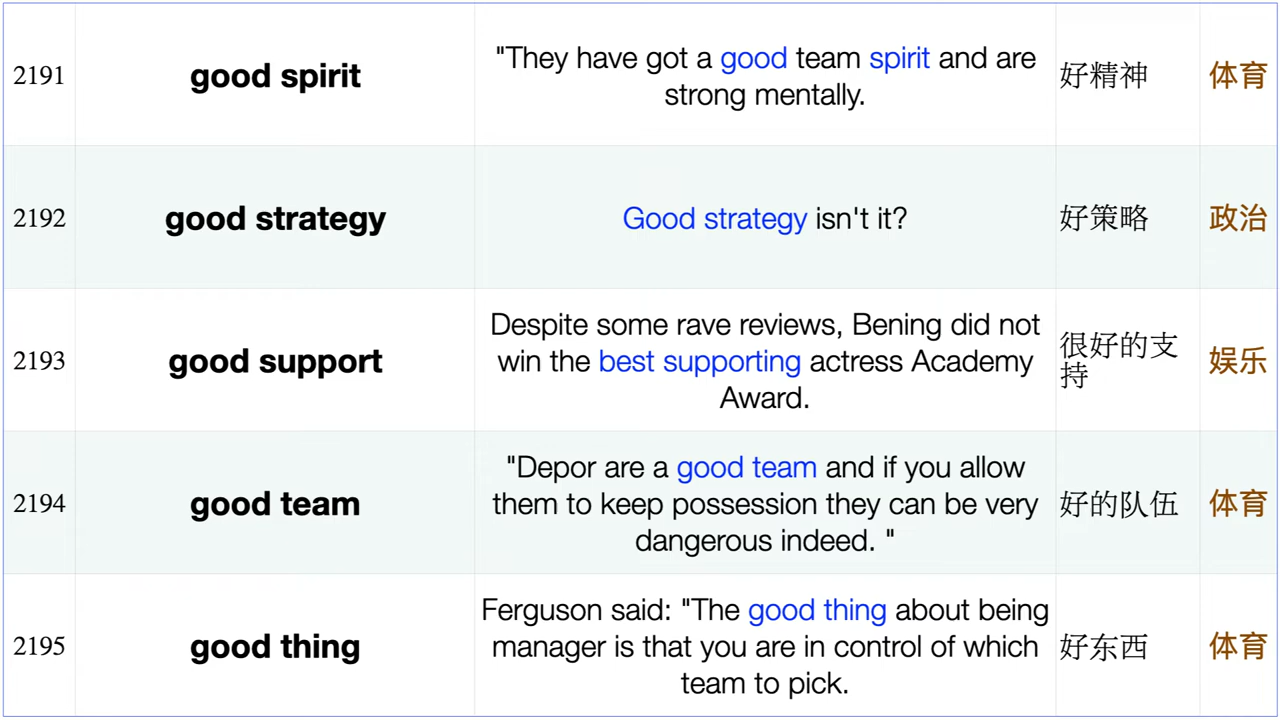 2191
good spirit
"They have got a good team spirit and are
strong mentally.
好精神
体育
2192
good strategy
Good strategy isn't it?
好策略
政治
2193
good support
Despite some rave reviews, Bening did not
win the best supporting actress Academy
Award.
很好的支
持
娱乐
2194
good team
"Depor are a good team and if you allow
them to keep possession they can be very
dangerous indeed. "
好的队伍
体育
2195
good thing
Ferguson said: "The good thing about being
manager is that you are in control of which
team to pick.
好东西
体育